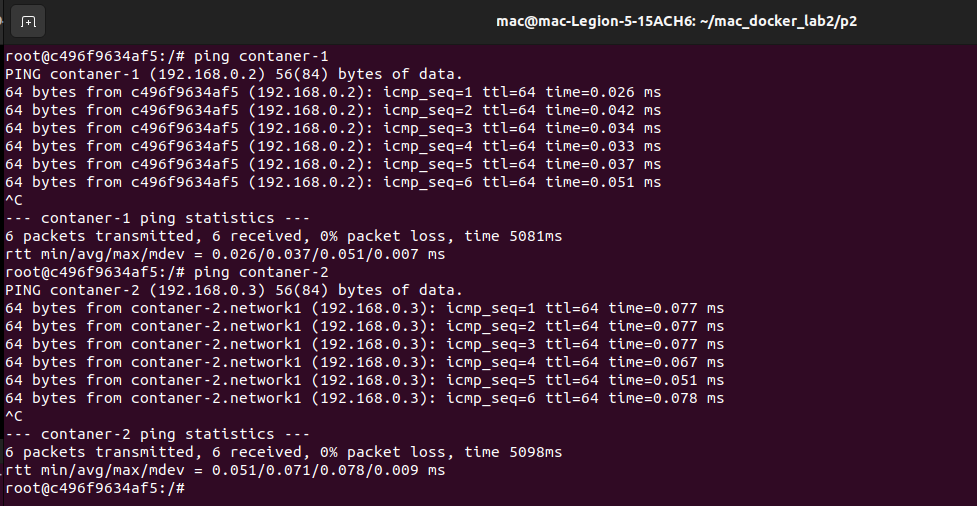 mac@mac-Legion-5-15ACH6: ~/mac_docker_lab2/p2
root@c496f9634af5:/# ping contaner-1
PING contaner-1 (192.168.0.2) 56(84) bytes of data.
64 bytes from c496f9634af5 (192.168.0.2): icmp_seq=1 ttl=64 time=0.026 ms
64 bytes from c496f9634af5 (192.168.0.2): icmp_seq=2 ttl=64 time=0.042 ms
64 bytes from c496f9634af5 (192.168.0.2): icmp_seq=3 ttl=64 time=0.034 ms
64 bytes from c496f9634af5 (192.168.0.2): icmp_seq=4 ttl=64 time=0.033 ms
64 bytes from c496f9634af5 (192.168.0.2): icmp_seq=5 ttl=64 time=0.037 ms
64 bytes from c496f9634af5 (192.168.0.2): icmp_seq=6 ttl=64 time=0.051 ms
^C
--- contaner-1 ping statistics ---
6 packets transmitted, 6 received, 0% packet loss, time 5081ms
rtt min/avg/max/mdev = 0.026/0.037/0.051/0.007 ms
root@c496f9634af5:/# ping contaner-2
PING contaner-2 (192.168.0.3) 56(84) bytes of data.
64 bytes from contaner-2.network1 (192.168.0.3): icmp_seq=1 ttl=64 time=0.077 ms
64 bytes from contaner-2.network1 (192.168.0.3): icmp_seq=2 ttl=64 time=0.077 ms
64 bytes from contaner-2.network1 (192.168.0.3): icmp_seq=3 ttl=64 time=0.077 ms
64 bytes from contaner-2.network1 (192.168.0.3): icmp_seq=4 ttl=64 time=0.067 ms
64 bytes from contaner-2.network1 (192.168.0.3): icmp_seq=5 ttl=64 time=0.051 ms
64 bytes from contaner-2.network1 (192.168.0.3): icmp_seq=6 ttl=64 time=0.078 ms
^C
--- contaner-2 ping statistics ---
6 packets transmitted, 6 received, 0% packet loss, time 5098ms
rtt min/avg/max/mdev = 0.051/0.071/0.078/0.009 ms
root@c496f9634af5:/#